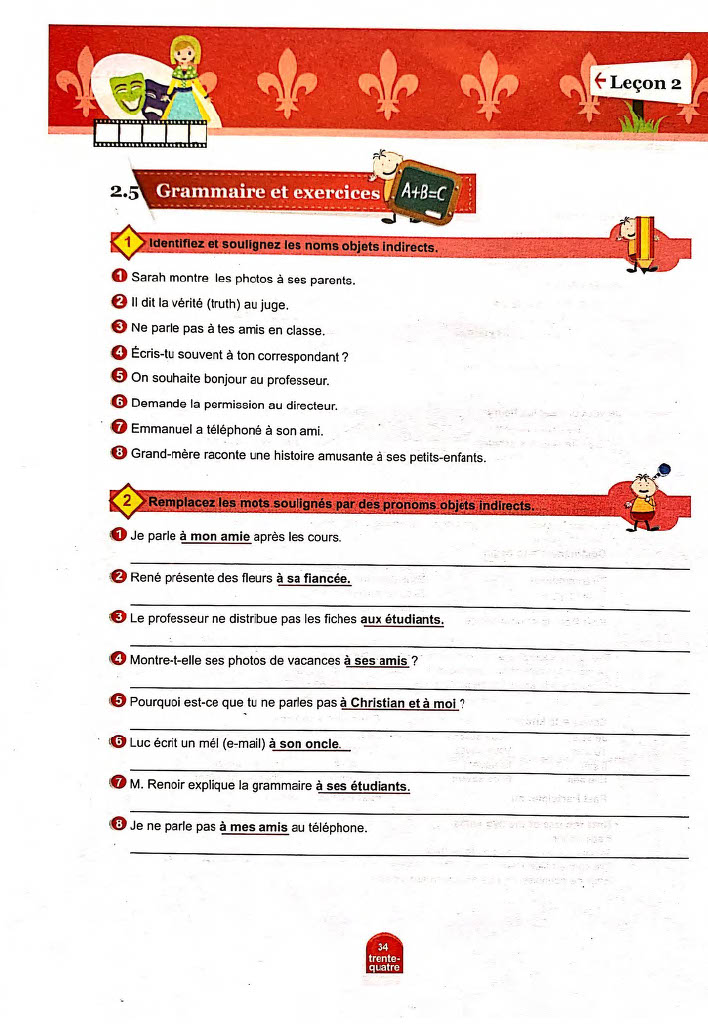 ← Leçon 2
2.5 Grammaire et exercices A+B=C
1 Identifiez et soulignez les noms objets indirects.
1 Sarah montre les photos à ses parents.
2 Il dit la vérité (truth) au juge.
3 Ne parle pas à tes amis en classe.
4 Écris-tu souvent à ton correspondant ?
5 On souhaite bonjour au professeur.
6 Demande la permission au directeur.
7 Emmanuel a téléphoné à son ami.
8 Grand-mère raconte une histoire amusante à ses petits-enfants.
2 Remplacez les mots soulignés par des pronoms objets indirects.
1 Je parle à mon amie après les cours.
2 René présente des fleurs à sa fiancée.
3 Le professeur ne distribue pas les fiches aux étudiants.
4 Montre-t-elle ses photos de vacances à ses amis ?
5 Pourquoi est-ce que tu ne parles pas à Christian et à moi ?
6 Luc écrit un mél (e-mail) à son oncle.
7 M. Renoir explique la grammaire à ses étudiants.
8 Je ne parle pas à mes amis au téléphone.
34
trente-
quatre